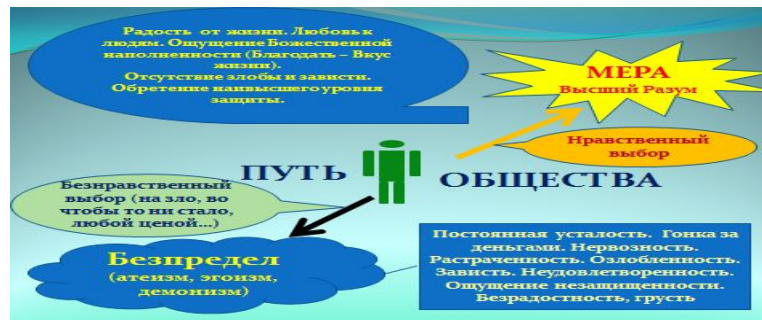 Радость от жизни. Любовь к
людям. Ощущение Божественной
наполненности (Благодать – Вкус
жизни).
Отсутствие злобы и зависти.
Обретение наивысшего уровня
защиты.
МЕРА
Высший Разум
Нравственный
выбор
ПУТЬ
ОБЩЕСТВА
Безнравственный
выбор (на зло, во
чтобы то ни стало,
любой ценой...)
Безпредел
(атеизм, эгоизм,
демонизм)
Постоянная усталость. Гонка за
деньгами. Нервозность.
Растраченность. Озлобленность.
Зависть. Неудовлетворенность.
Ощущение незащищенности.
Безрадостность, грусть